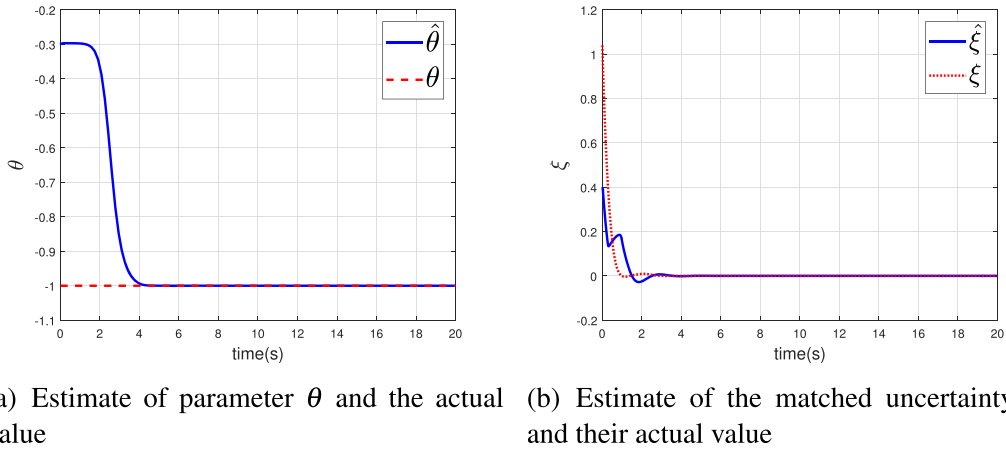 -0.2
-0.3
-0.4
-0.5
-0.6
-0.7
-0.8
-0.9
-1
-1.1
θ
0 2 4 6 8 10 12 14 16 18 20
time(s)
θ̂
θ
1.2
1
0.8
0.6
0.4
0.2
0
-0.2
ξ
0 2 4 6 8 10 12 14 16 18 20
time(s)
ξ̂
ξ
a) Estimate of parameter θ and the actual
alue
(b) Estimate of the matched uncertainty
and their actual value